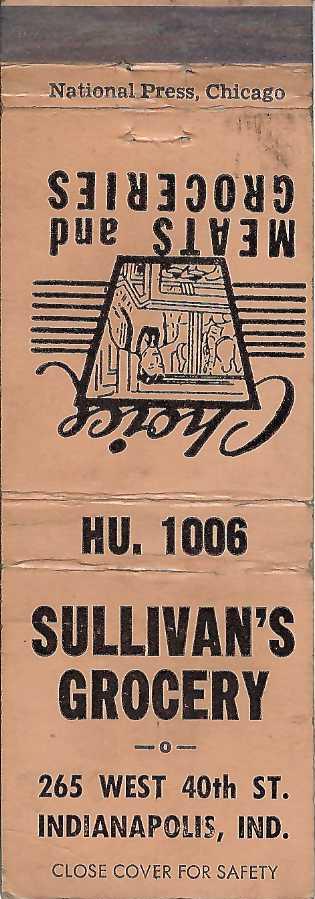 National Press, Chicago
Choice
MEATS and
GROCERIES
HU. 1006
SULLIVAN'S
GROCERY
—o—
265 WEST 40th ST.
INDIANAPOLIS, IND.
CLOSE COVER FOR SAFETY